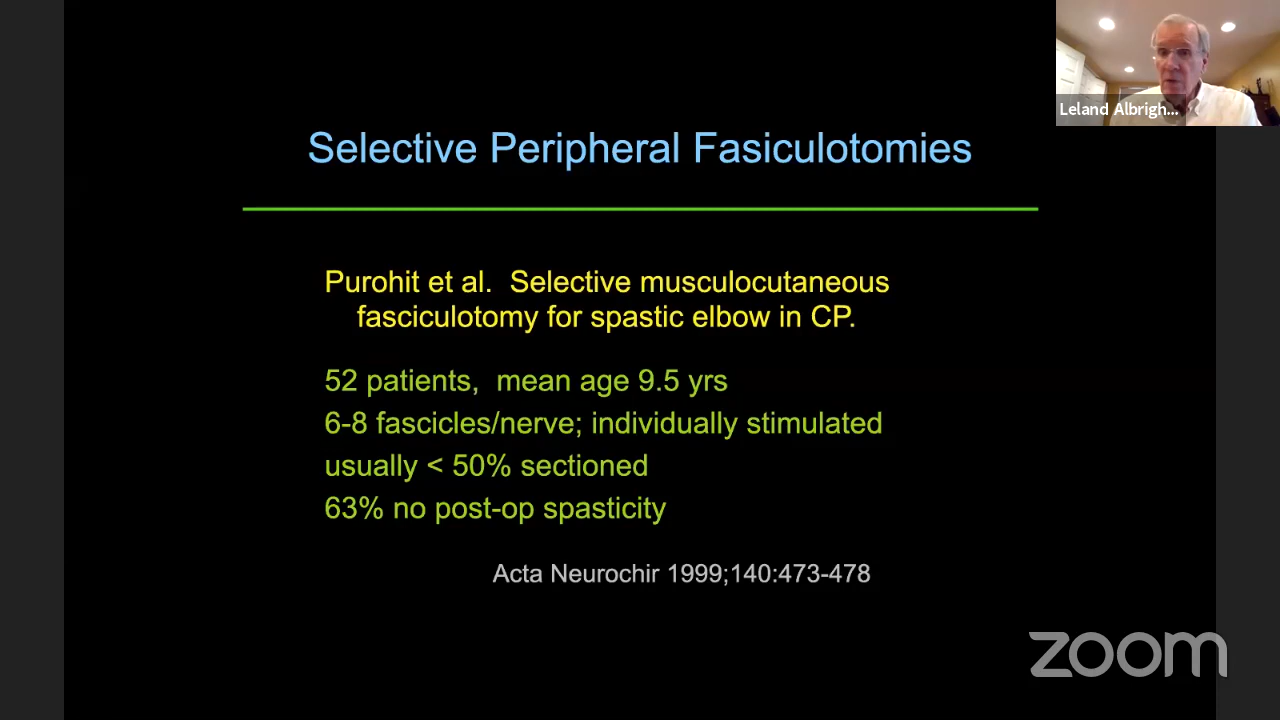 Leland Albrigh...
Selective Peripheral Fasiculotomies
Purohit et al.  Selective musculocutaneous
fasciculotomy for spastic elbow in CP.
52 patients,  mean age 9.5 yrs
6-8 fascicles/nerve; individually stimulated
usually < 50% sectioned
63% no post-op spasticity
Acta Neurochir 1999;140:473-478
zoom